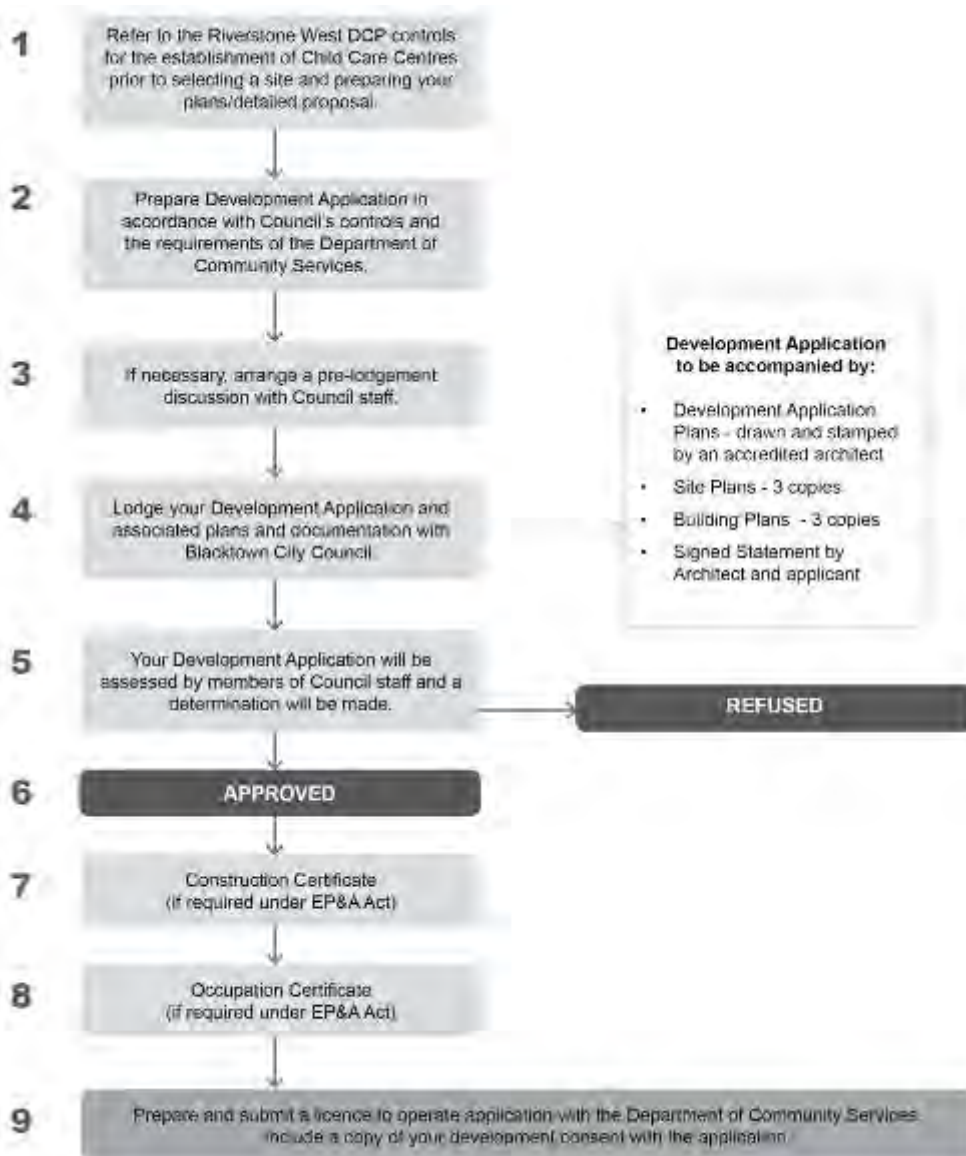 1
Refer to the Riverstone West DCP controls
for the establishment of Child Care Centres
prior to selecting a site and preparing your
plans/detailed proposal.
2
Prepare Development Application in
accordance with Council's controls and
the requirements of the Department of
Community Services.
3
If necessary, arrange a pre-lodgement
discussion with Council staff.
4
Lodge your Development Application and
associated plans and documentation with
Blacktown City Council.
Development Application
to be accompanied by:
• Development Application
Plans - drawn and stamped
by an accredited architect
• Site Plans - 3 copies
• Building Plans - 3 copies
• Signed Statement by
Architect and applicant
5
Your Development Application will be
assessed by members of Council staff and a
determination will be made.
REFUSED
6
APPROVED
7
Construction Certificate
(if required under EP&A Act)
8
Occupation Certificate
(if required under EP&A Act)
9
Prepare and submit a licence to operate application with the Department of Community Services
include a copy of your development consent with the application